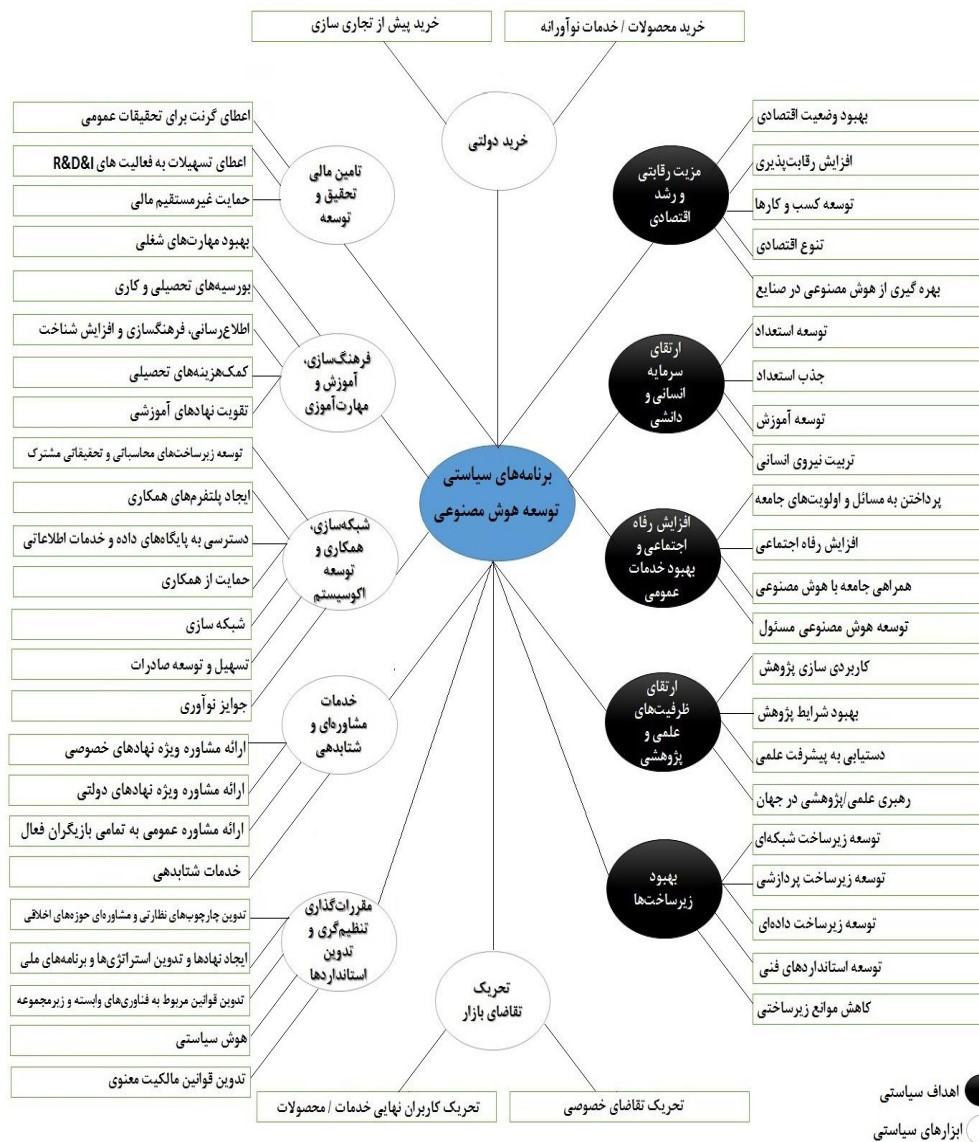 خرید محصولات / خدمات نوآورانه
خرید پیش از تجاری سازی
خرید دولتی
مزیت رقابتی
و رشد
اقتصادی
بهبود وضعیت اقتصادی
افزایش رقابت‌پذیری
توسعه کسب و کارها
تنوع اقتصادی
بهره گیری از هوش مصنوعی در صنایع
ارتقای
سرمایه
انسانی و
دانشی
توسعه استعداد
جذب استعداد
توسعه آموزش
تربیت نیروی انسانی
افزایش رفاه
اجتماعی و
بهبود خدمات
عمومی
پرداختن به مسائل و اولویت‌های جامعه
افزایش رفاه اجتماعی
همراهی جامعه با هوش مصنوعی
توسعه هوش مصنوعی مسئول
ارتقای
ظرفیت‌های
علمی و
پژوهشی
کاربردی سازی پژوهش
بهبود شرایط پژوهش
دستیابی به پیشرفت علمی
رهبری علمی/پژوهشی در جهان
بهبود
زیرساخت‌ها
توسعه زیرساخت شبکه‌ای
توسعه زیرساخت پردازشی
توسعه زیرساخت داده‌ای
توسعه استانداردهای فنی
کاهش موانع زیرساختی
برنامه‌های سیاستی
توسعه هوش مصنوعی
تامین مالی
تحقیق و
توسعه
اعطای گرنت برای تحقیقات عمومی
اعطای تسهیلات به فعالیت های R&D&I
حمایت غیرمستقیم مالی
فرهنگ‌سازی،
آموزش و
مهارت‌آموزی
بهبود مهارت‌های شغلی
بورسیه‌های تحصیلی و کاری
اطلاع‌رسانی، فرهنگسازی و افزایش شناخت
کمک‌هزینه‌های تحصیلی
تقویت نهادهای آموزشی
شبکه‌سازی،
همکاری و
توسعه
اکوسیستم
توسعه زیرساخت‌های محاسباتی و تحقیقاتی مشترک
ایجاد پلتفرم‌های همکاری
دسترسی به پایگاه‌های داده و خدمات اطلاعاتی
حمایت از همکاری
شبکه سازی
تسهیل و توسعه صادرات
جوایز نوآوری
خدمات
مشاوره‌ای و
شتابدهی
ارائه مشاوره ویژه نهادهای خصوصی
ارائه مشاوره ویژه نهادهای دولتی
ارائه مشاوره عمومی به تمامی بازیگران فعال
خدمات شتابدهی
مقررات‌گذاری
تنظیم‌گری و
تدوین
استانداردها
تدوین چارچوب‌های نظارتی و مشاوره‌ای حوزه‌های اخلاقی
ایجاد نهادها و تدوین استراتژی‌ها و برنامه‌های ملی
تدوین قوانین مربوط به فناوری‌های وابسته و زیرمجموعه
هوش سیاستی
تدوین قوانین مالکیت معنوی
تحریک
تقاضای بازار
تحریک تقاضای خصوصی
تحریک کاربران نهایی خدمات / محصولات
اهداف سیاستی
ابزارهای سیاستی